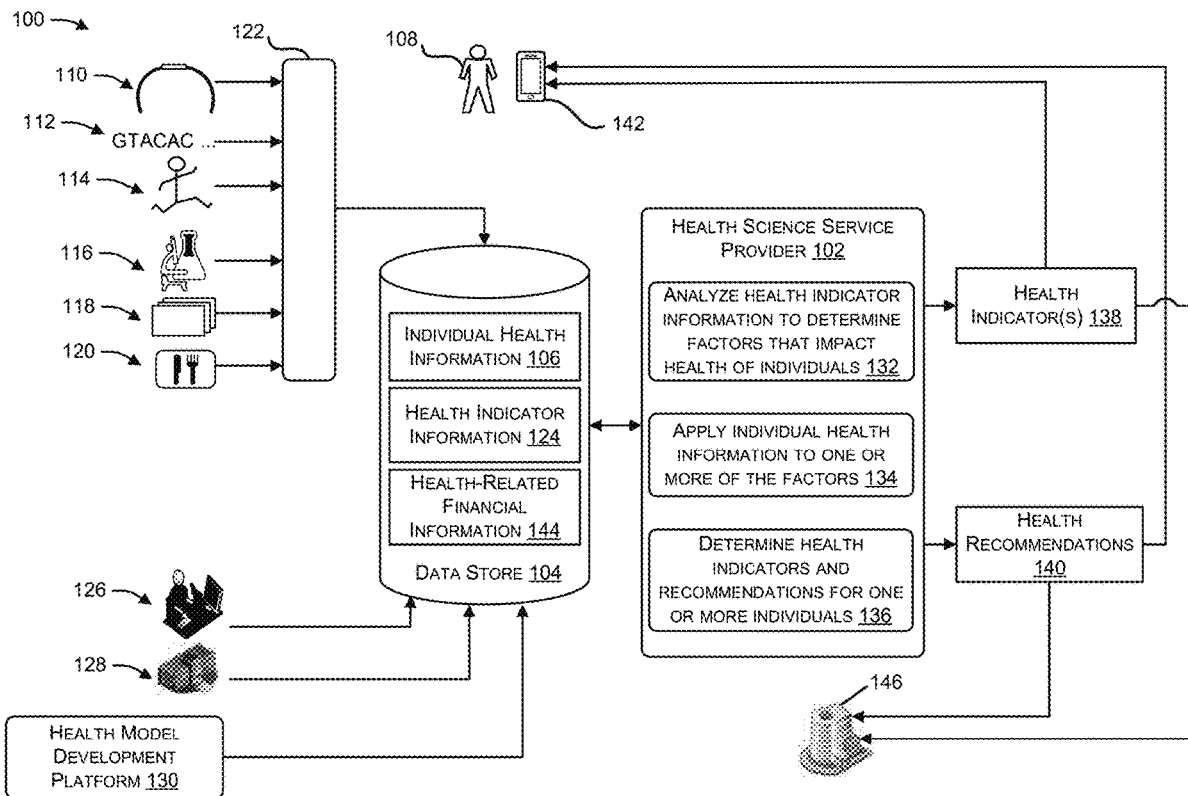 100
122
108
110
142
112
GTACAC ...
114
116
118
120
INDIVIDUAL HEALTH
INFORMATION 106
HEALTH INDICATOR
INFORMATION 124
HEALTH-RELATED
FINANCIAL
INFORMATION 144
DATA STORE 104
HEALTH SCIENCE SERVICE
PROVIDER 102
ANALYZE HEALTH INDICATOR
INFORMATION TO DETERMINE
FACTORS THAT IMPACT
HEALTH OF INDIVIDUALS 132
APPLY INDIVIDUAL HEALTH
INFORMATION TO ONE OR
MORE OF THE FACTORS 134
DETERMINE HEALTH
INDICATORS AND
RECOMMENDATIONS FOR ONE
OR MORE INDIVIDUALS 136
HEALTH
INDICATOR(S) 138
HEALTH
RECOMMENDATIONS
140
126
128
146
HEALTH MODEL
DEVELOPMENT
PLATFORM 130